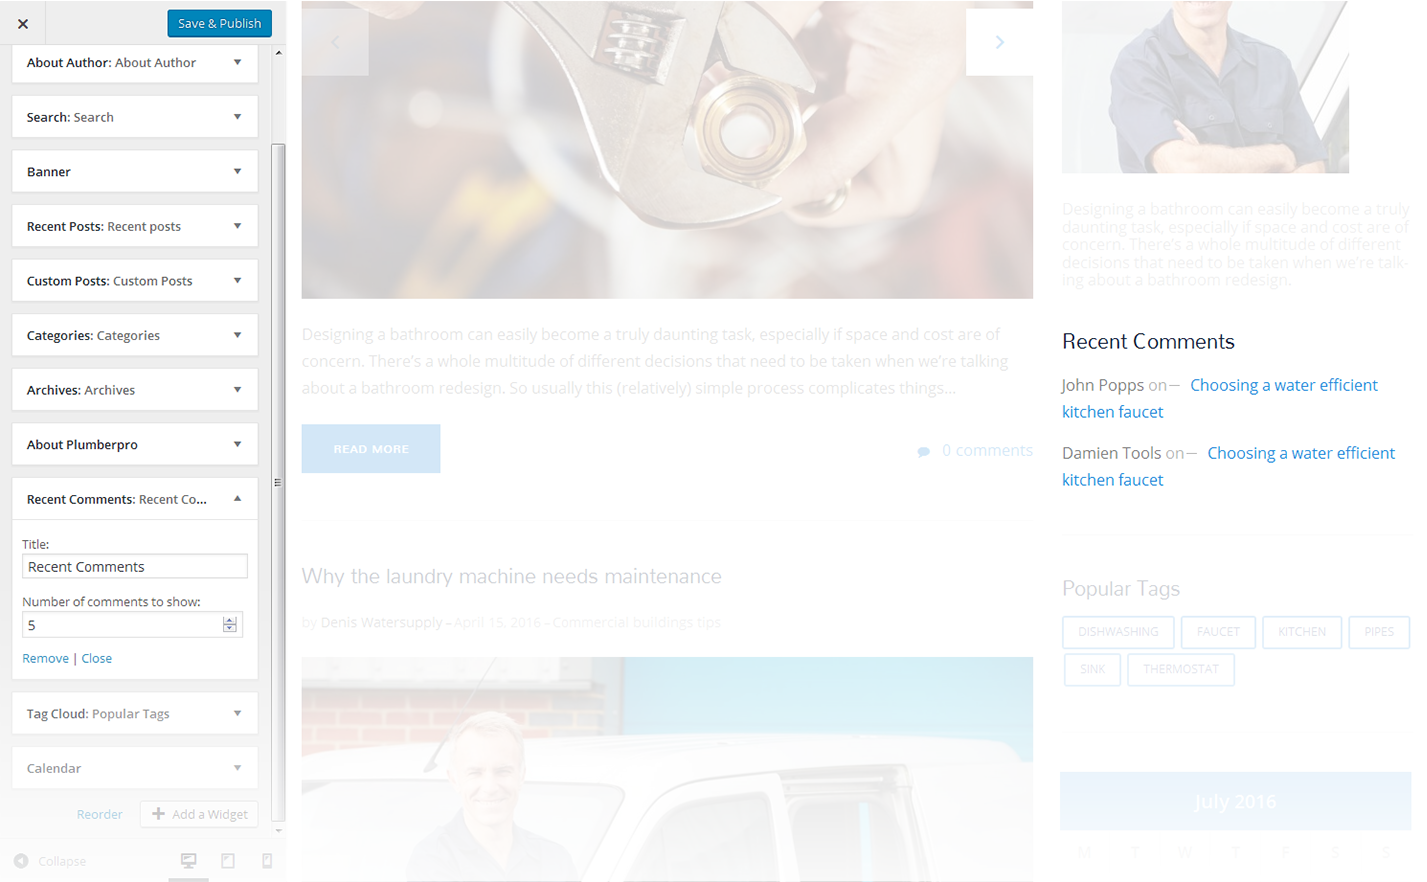 Save & Publish
About Author: About Author
Search: Search
Banner
Recent Posts: Recent posts
Custom Posts: Custom Posts
Categories: Categories
Archives: Archives
About Plumberpro
Recent Comments: Recent Co...
Title:
Recent Comments
Number of comments to show:
5
Remove | Close
Tag Cloud: Popular Tags
Calendar
Reorder
Add a Widget
Collapse
Designing a bathroom can easily become a truly daunting task, especially if space and cost are of
concern. There's a whole multitude of different decisions that need to be taken when we're talking
about a bathroom redesign. So usually this (relatively) simple process complicates things...
READ MORE
0 comments
Why the laundry machine needs maintenance
by Denis Watersupply – April 15, 2016 – Commercial buildings tips
Designing a bathroom can easily become a truly
daunting task, especially if space and cost are of
concern. There's a whole multitude of different
decisions that need to be taken when we're talk-
ing about a bathroom redesign.
Recent Comments
John Popps on— Choosing a water efficient
kitchen faucet
Damien Tools on— Choosing a water efficient
kitchen faucet
Popular Tags
DISHWASHING FAUCET KITCHEN PIPES
SINK THERMOSTAT
July 2016
M T W T F S S